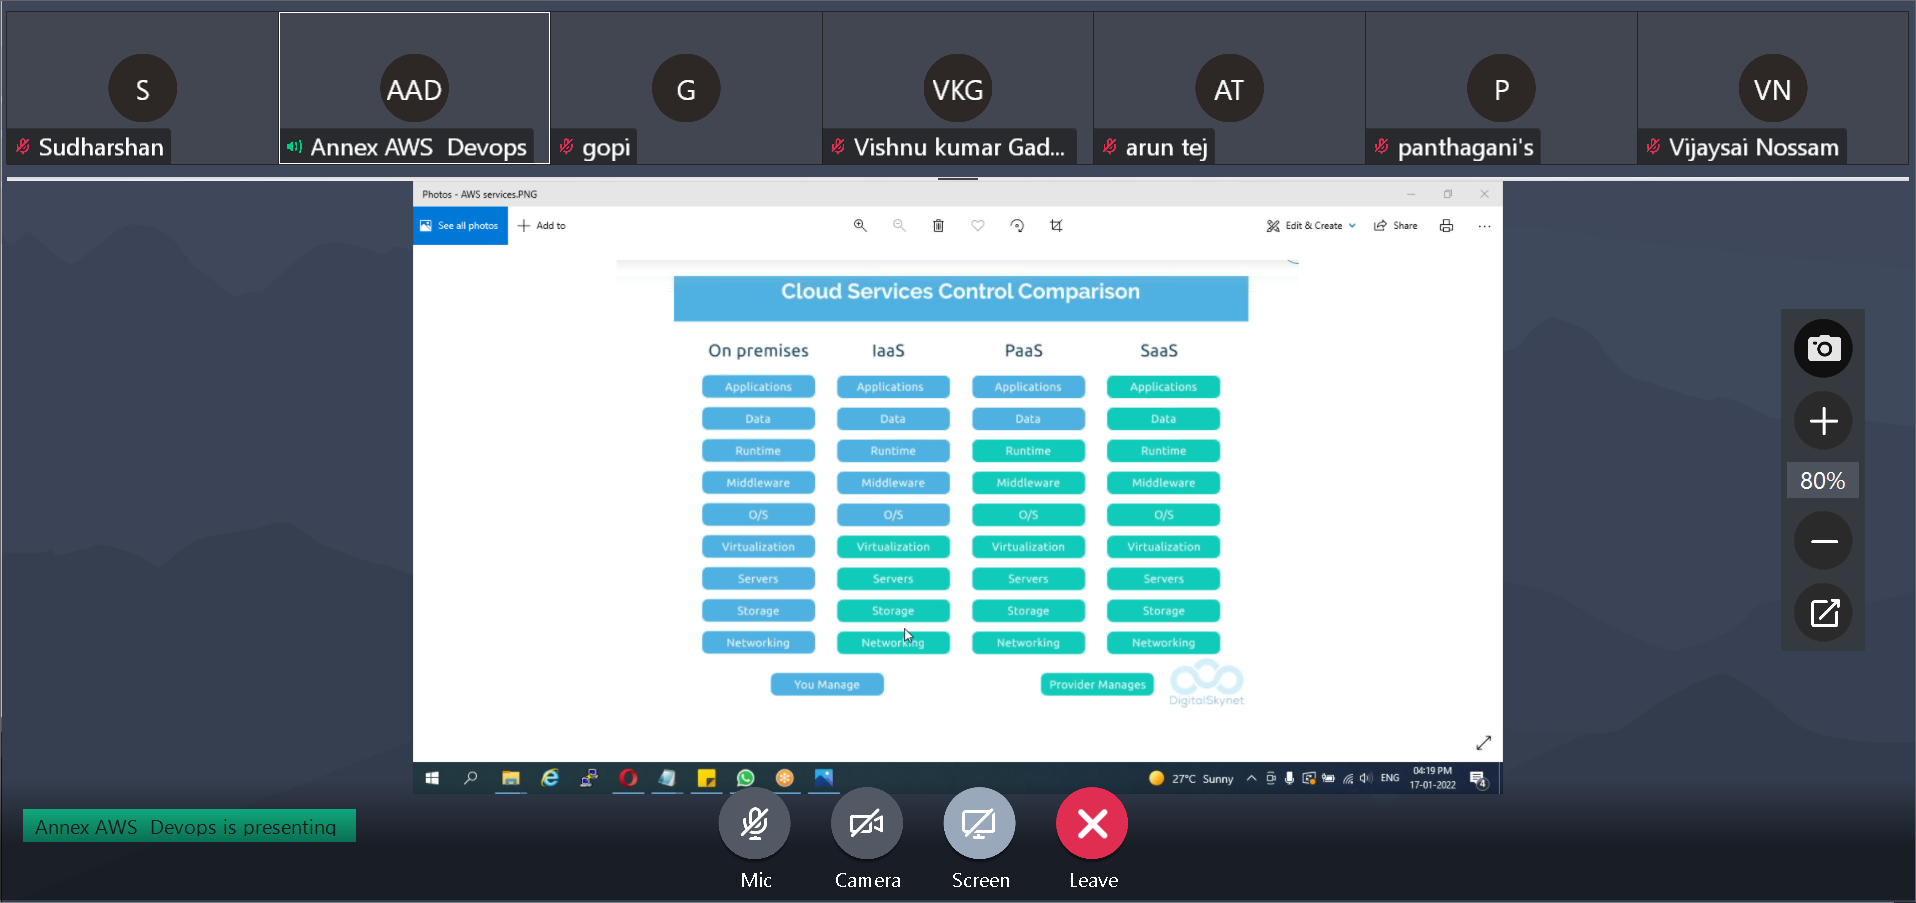 S
AAD
G
VKG
AT
P
VN
Sudharshan
Annex AWS Devops
gopi
Vishnu kumar Gad...
arun tej
panthagani's
Vijaysai Nossam
Photos - AWS services.PNG
See all photos
Add to
Edit & Create
Share
Cloud Services Control Comparison
On premises IaaS PaaS SaaS
Applications Applications Applications Applications
Data Data Data Data
Runtime Runtime Runtime Runtime
Middleware Middleware Middleware Middleware
O/S O/S O/S O/S
Virtualization Virtualization Virtualization Virtualization
Servers Servers Servers Servers
Storage Storage Storage Storage
Networking Networking Networking Networking
You Manage
Provider Manages
DigitalSkynet
80%
27°C Sunny
ENG
04:19 PM
17-01-2022
4
Annex AWS Devops is presenting
Mic
Camera
Screen
Leave